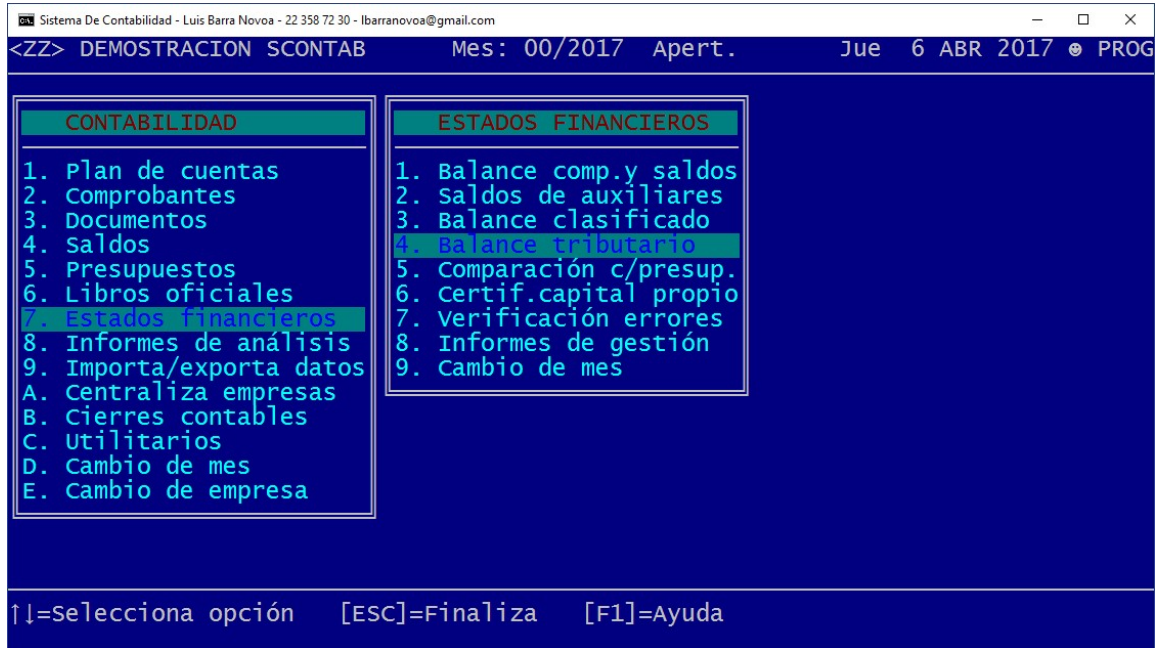 Sistema De Contabilidad - Luis Barra Novoa - 22 358 72 30 - lbarranovoa@gmail.com
<ZZ> DEMOSTRACION SCONTAB Mes: 00/2017 Apert. Jue 6 ABR 2017 ☻ PROG
CONTABILIDAD
1. Plan de cuentas
2. Comprobantes
3. Documentos
4. Saldos
5. Presupuestos
6. Libros oficiales
7. Estados financieros
8. Informes de análisis
9. Importa/exporta datos
A. Centraliza empresas
B. Cierres contables
C. Utilitarios
D. Cambio de mes
E. Cambio de empresa
ESTADOS FINANCIEROS
1. Balance comp.y saldos
2. Saldos de auxiliares
3. Balance clasificado
4. Balance tributario
5. Comparación c/presup.
6. Certif.capital propio
7. Verificación errores
8. Informes de gestión
9. Cambio de mes
↑↓=Selecciona opción [ESC]=Finaliza [F1]=Ayuda